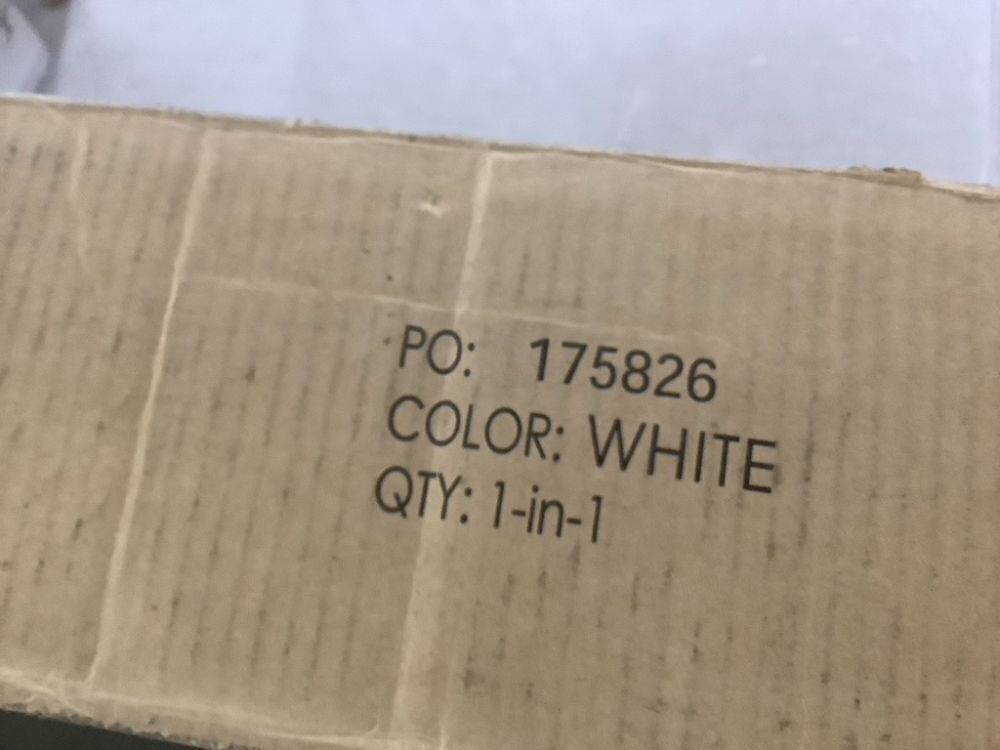 PO: 175826
COLOR: WHITE
QTY: 1-in-1